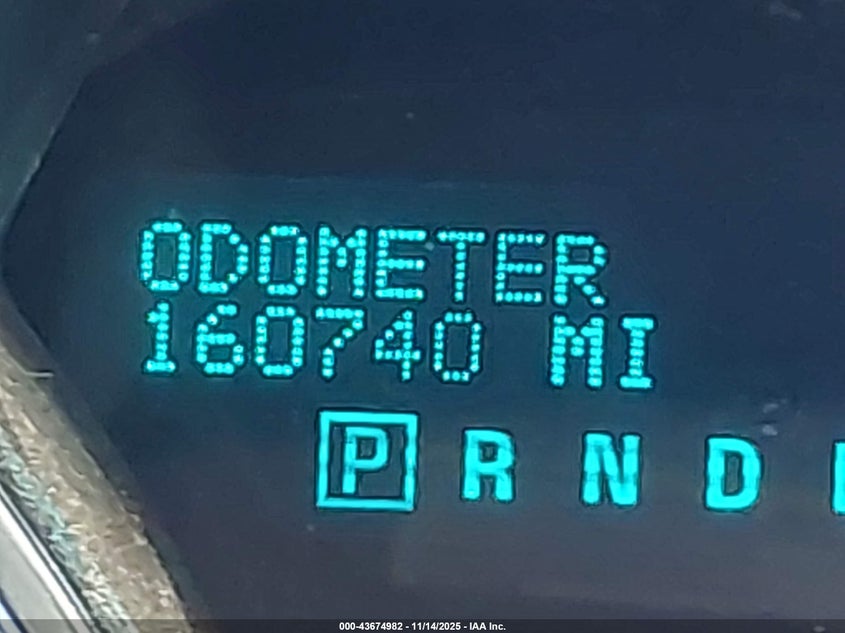 ODOMETER
160740 MI
P R N D
000-43674982 - 11/14/2025 - IAA Inc.